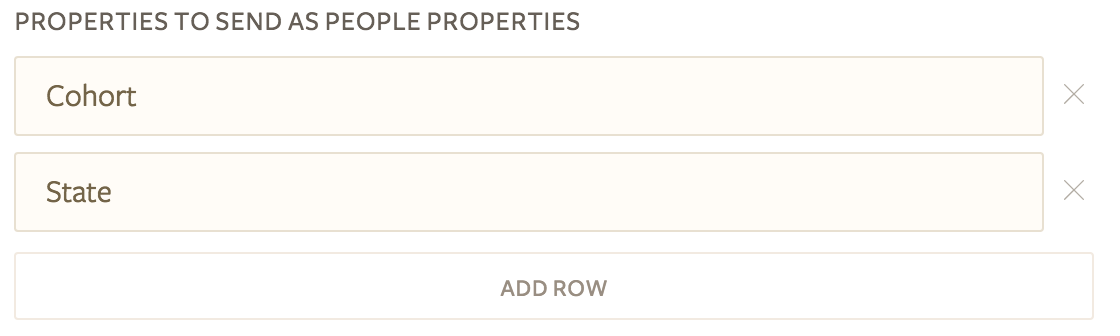 PROPERTIES TO SEND AS PEOPLE PROPERTIES
Cohort
State
ADD ROW